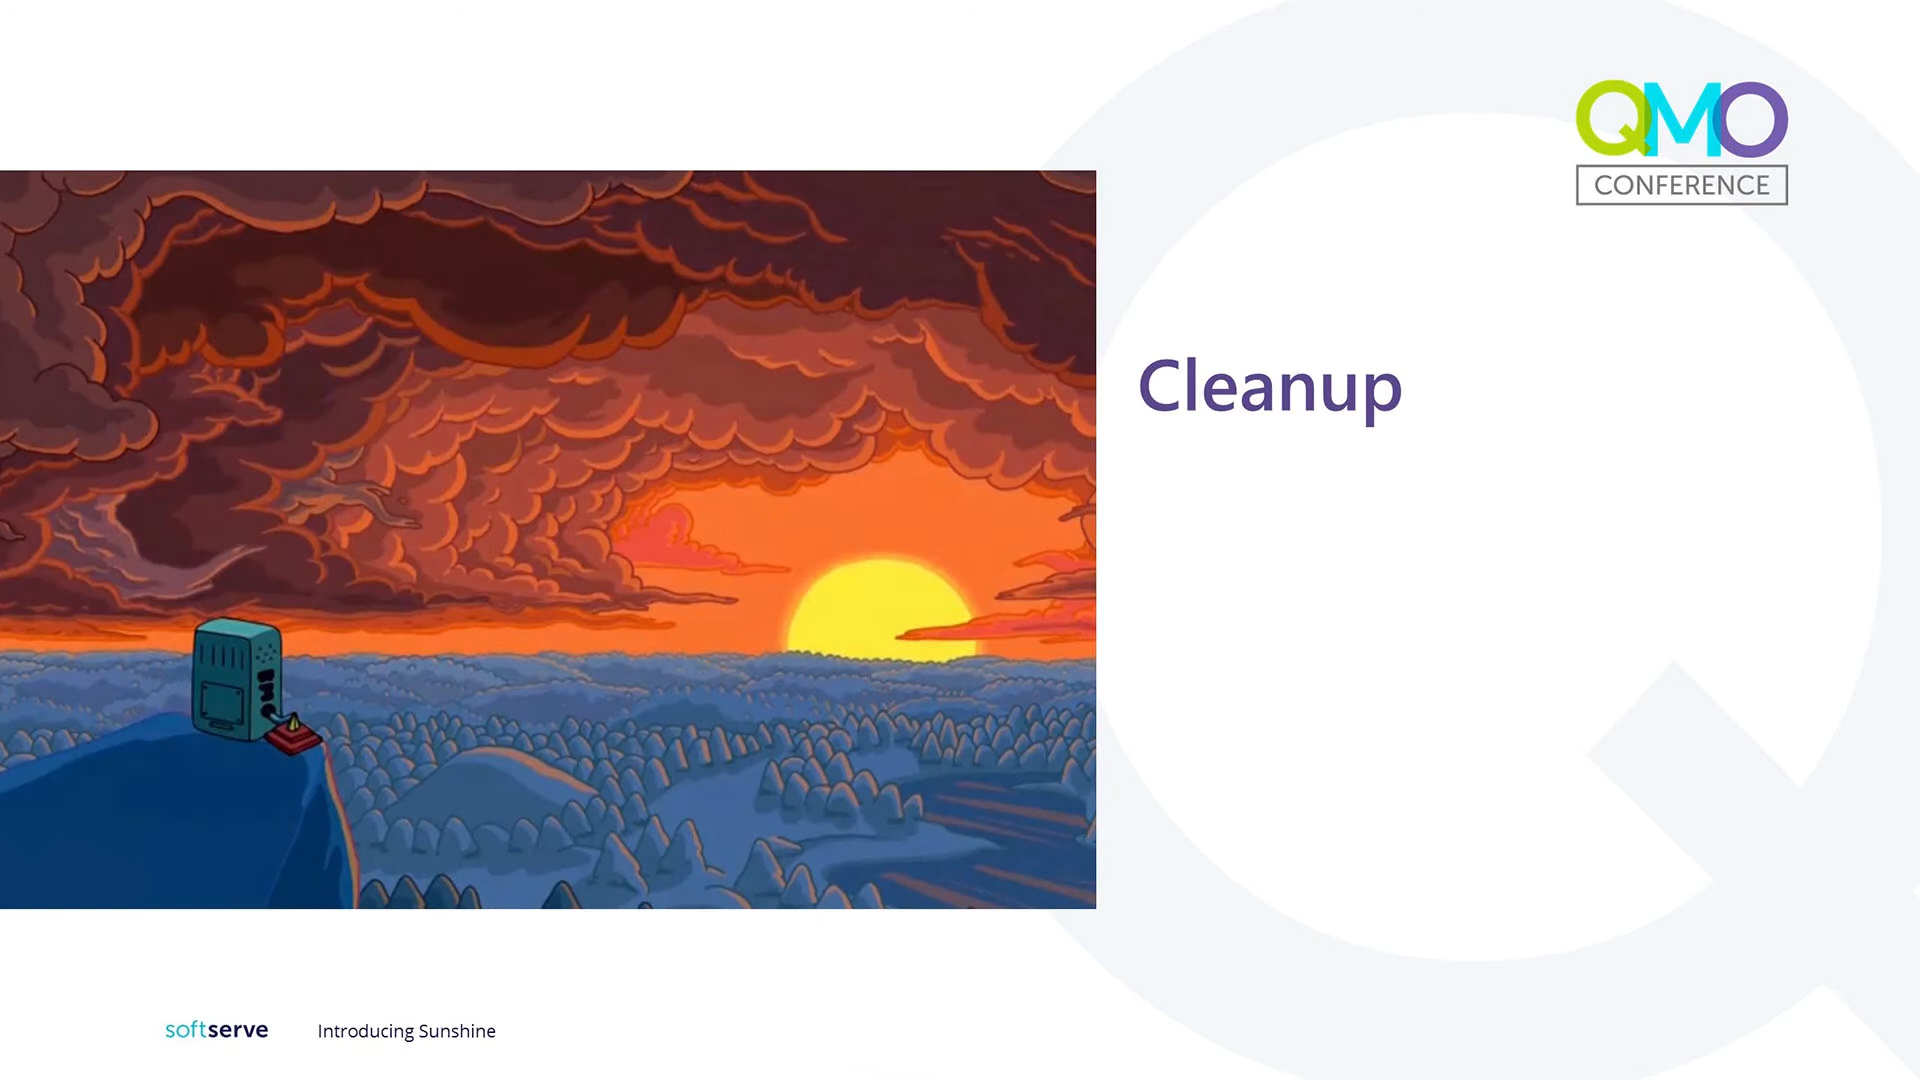 QMO
CONFERENCE
Cleanup
BMO
softserve
Introducing Sunshine